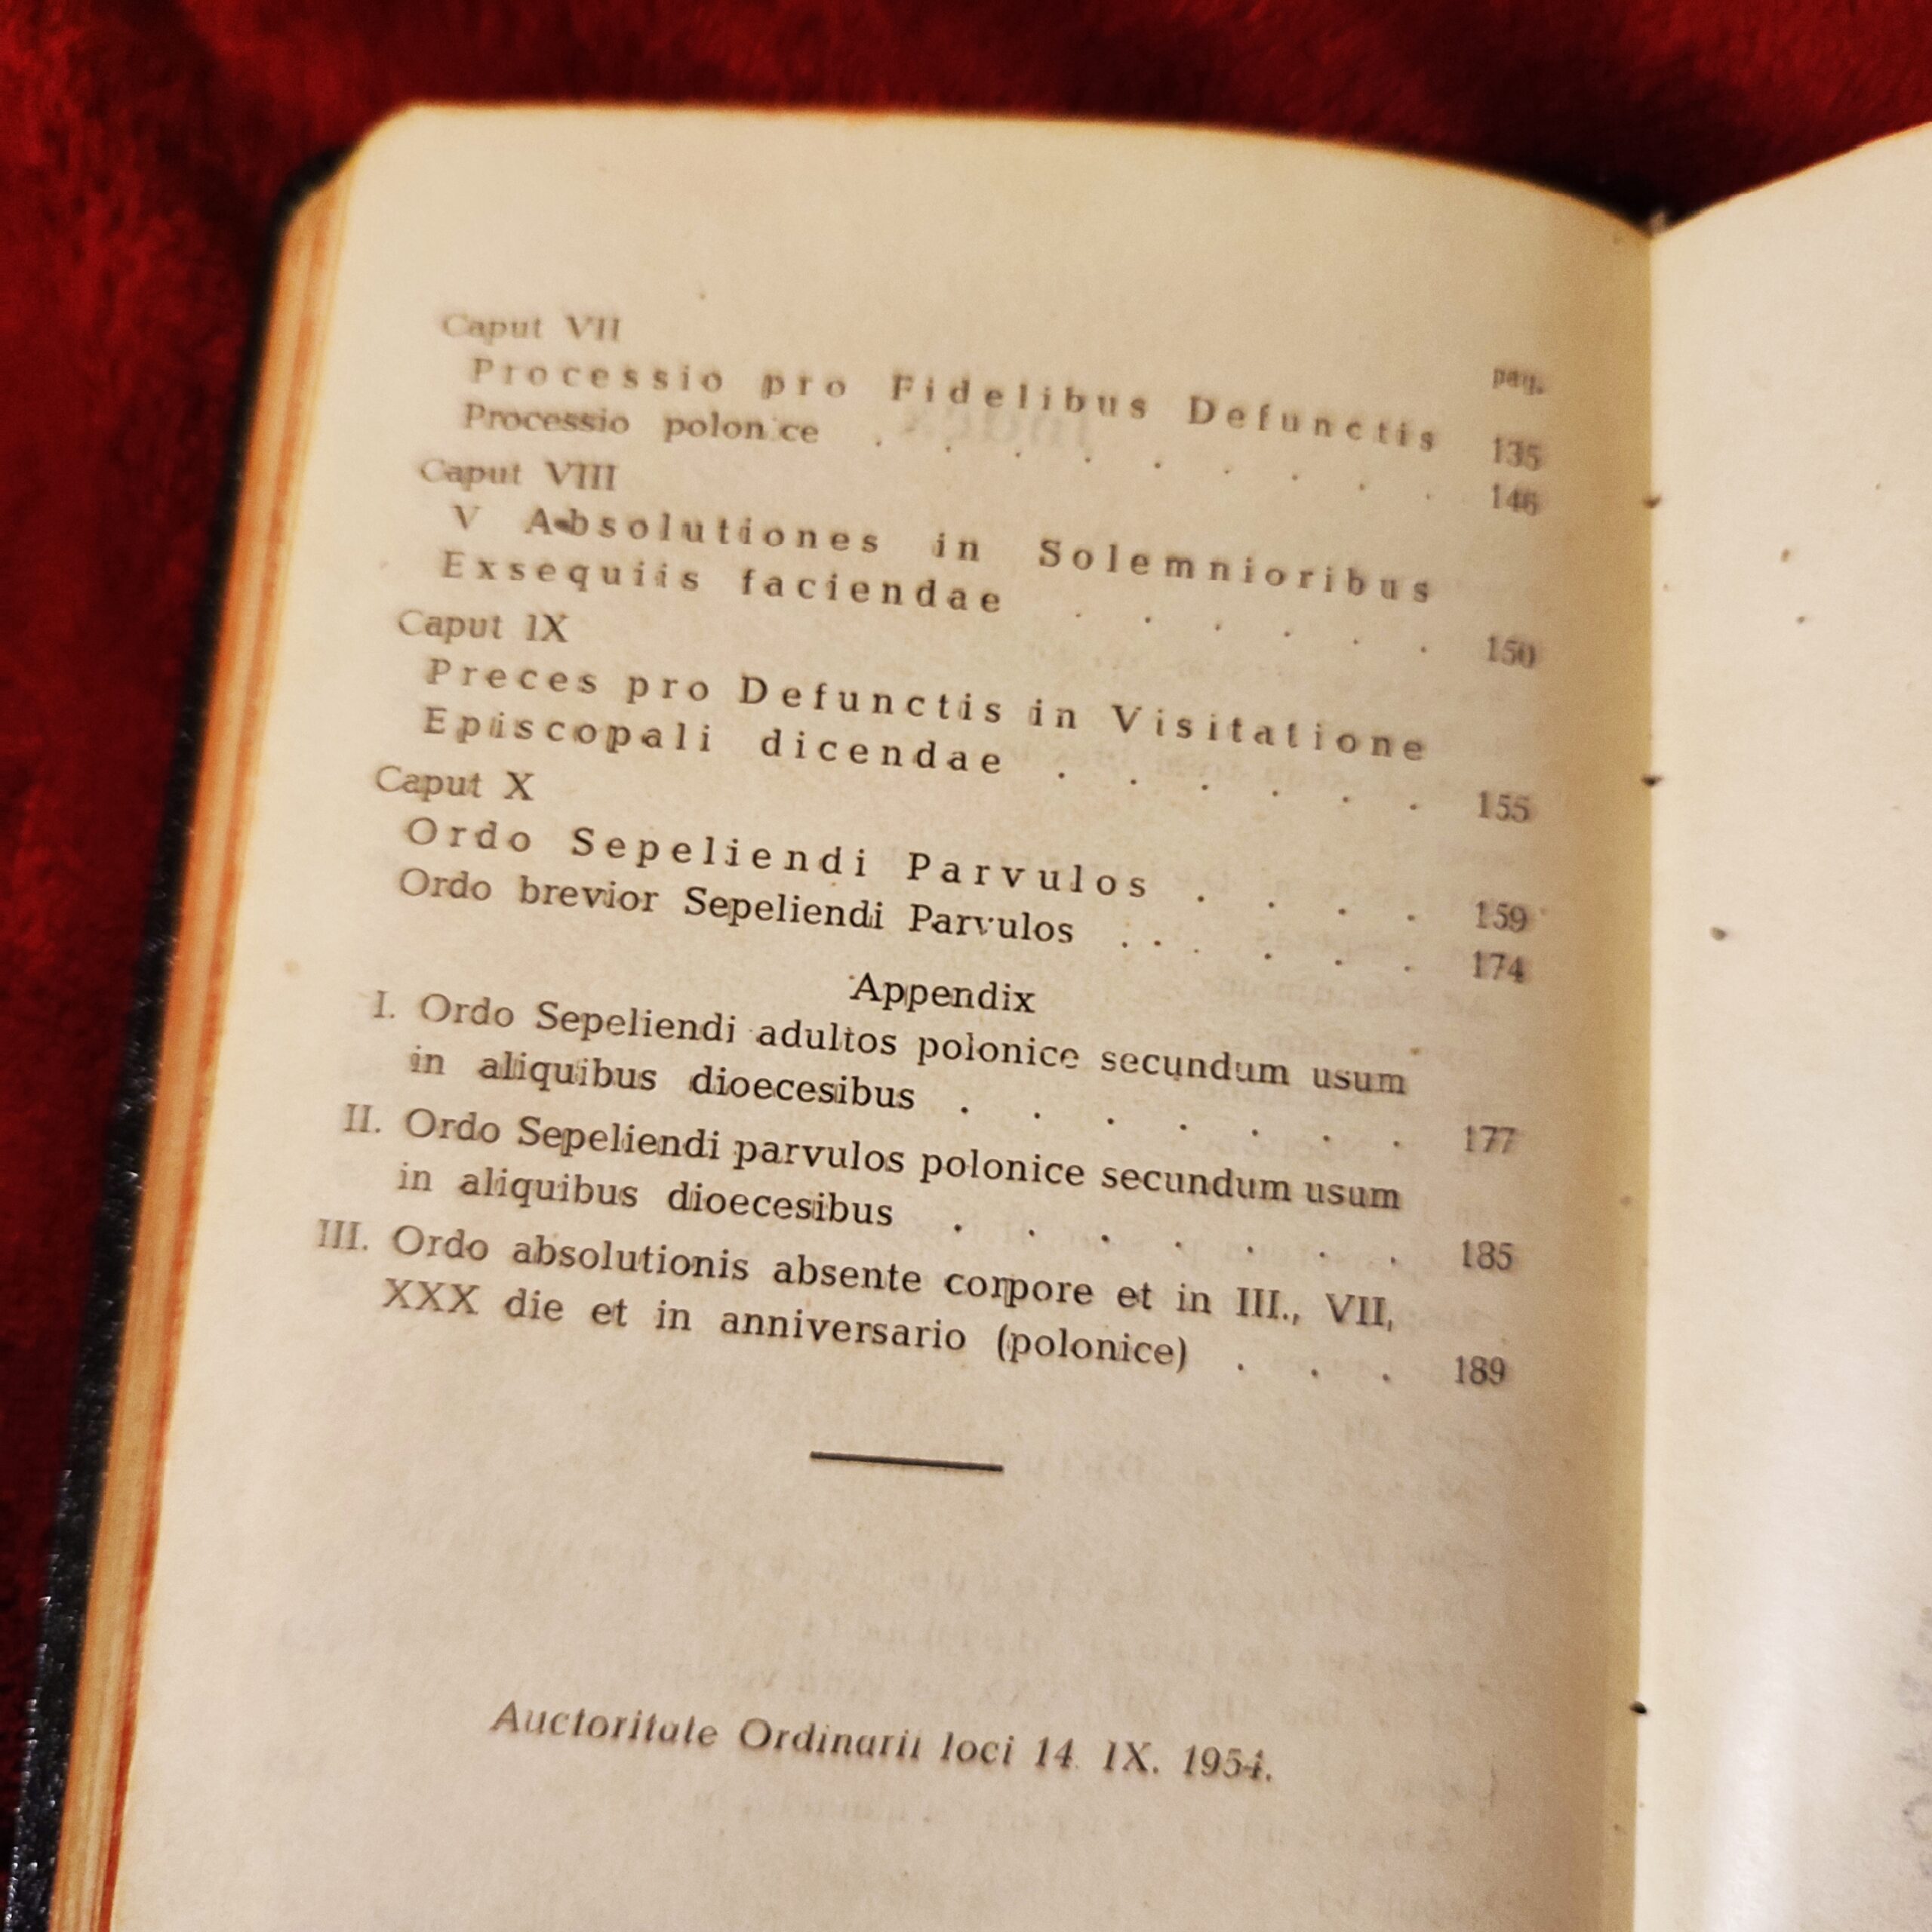 Caput VII
pag.
Processio pro Fidelibus Defunctis 135
Processio polonice . . . . . . . . . 146
Caput VIII
V Absolutiones in Solemnioribus
Exsequiis faciendae . . . . . . 150
Caput IX
Preces pro Defunctis in Visitatione
Episcopali dicendae . . . . . . 155
Caput X
Ordo Sepeliendi Parvulos . . . . 159
Ordo brevior Sepeliendi Parvulos . . . . . . 174
Appendix
I. Ordo Sepeliendi adultos polonice secundum usum
in aliquibus dioecesibus . . . . . . . 177
II. Ordo Sepeliendi parvulos polonice secundum usum
in aliquibus dioecesibus . . . . . . . 185
III. Ordo absolutionis absente corpore et in III., VII,
XXX die et in anniversario (polonice) . . . 189
Auctoritate Ordinarii loci 14 IX. 1954.